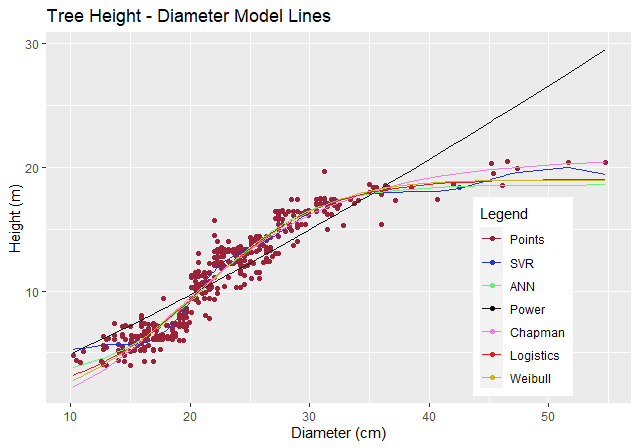 Tree Height - Diameter Model Lines
30
20
10
Height (m)
Legend
Points
SVR
ANN
Power
Chapman
Logistics
Weibull
10 20 30 40 50
Diameter (cm)